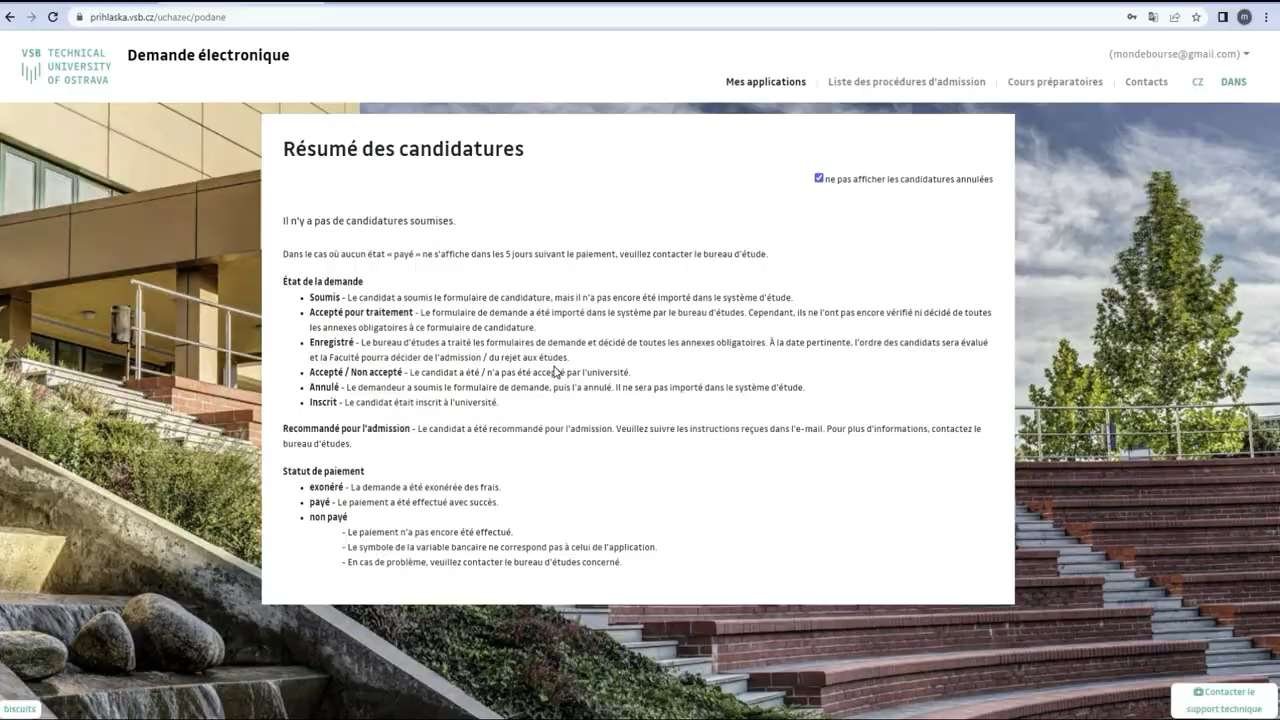 prihlaska.vsb.cz/uchazec/podane
m
VSB TECHNICAL
UNIVERSITY
OF OSTRAVA
Demande électronique
(mondebourse@gmail.com)
Mes applications
Liste des procédures d'admission
Cours préparatoires
Contacts
CZ
DANS
Résumé des candidatures
ne pas afficher les candidatures annulées
Il n'y a pas de candidatures soumises.
Dans le cas où aucun état « payé » ne s'affiche dans les 5 jours suivant le paiement, veuillez contacter le bureau d'étude.
État de la demande
• Soumis - Le candidat a soumis le formulaire de candidature, mais il n'a pas encore été importé dans le système d'étude.
• Accepté pour traitement - Le formulaire de demande a été importé dans le système par le bureau d'études. Cependant, ils ne l'ont pas encore vérifié ni décidé de toutes
les annexes obligatoires à ce formulaire de candidature.
• Enregistré - Le bureau d'études a traité les formulaires de demande et décidé de toutes les annexes obligatoires. À la date pertinente, l'ordre des candidats sera évalué
et la Faculté pourra décider de l'admission / du rejet aux études.
• Accepté / Non accepté - Le candidat a été / n'a pas été accepté par l'université.
• Annulé - Le demandeur a soumis le formulaire de demande, puis l'a annulé. Il ne sera pas importé dans le système d'étude.
• Inscrit - Le candidat était inscrit à l'université.
Recommandé pour l'admission - Le candidat a été recommandé pour l'admission. Veuillez suivre les instructions reçues dans l'e-mail. Pour plus d'informations, contactez le
bureau d'études.
Statut de paiement
• exonéré - La demande a été exonérée des frais.
• payé - Le paiement a été effectué avec succès.
• non payé
- Le paiement n'a pas encore été effectué.
- Le symbole de la variable bancaire ne correspond pas à celui de l'application.
- En cas de problème, veuillez contacter le bureau d'études concerné.
biscuits
Contacter le
support technique